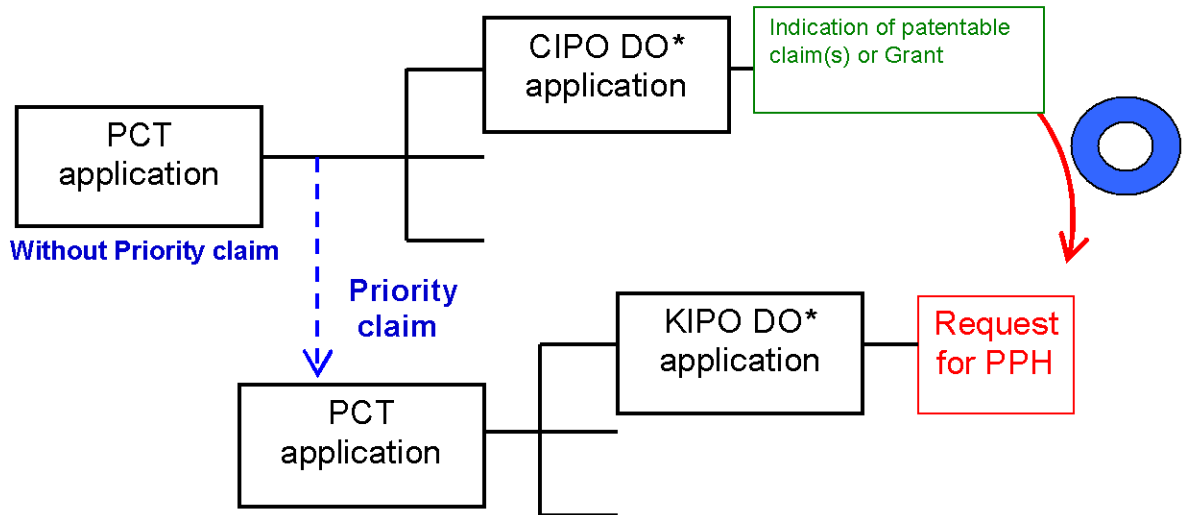 CIPO DO*
application
Indication of patentable
claim(s) or Grant
PCT
application
Without Priority claim
Priority
claim
KIPO DO*
application
Request
for PPH
PCT
application